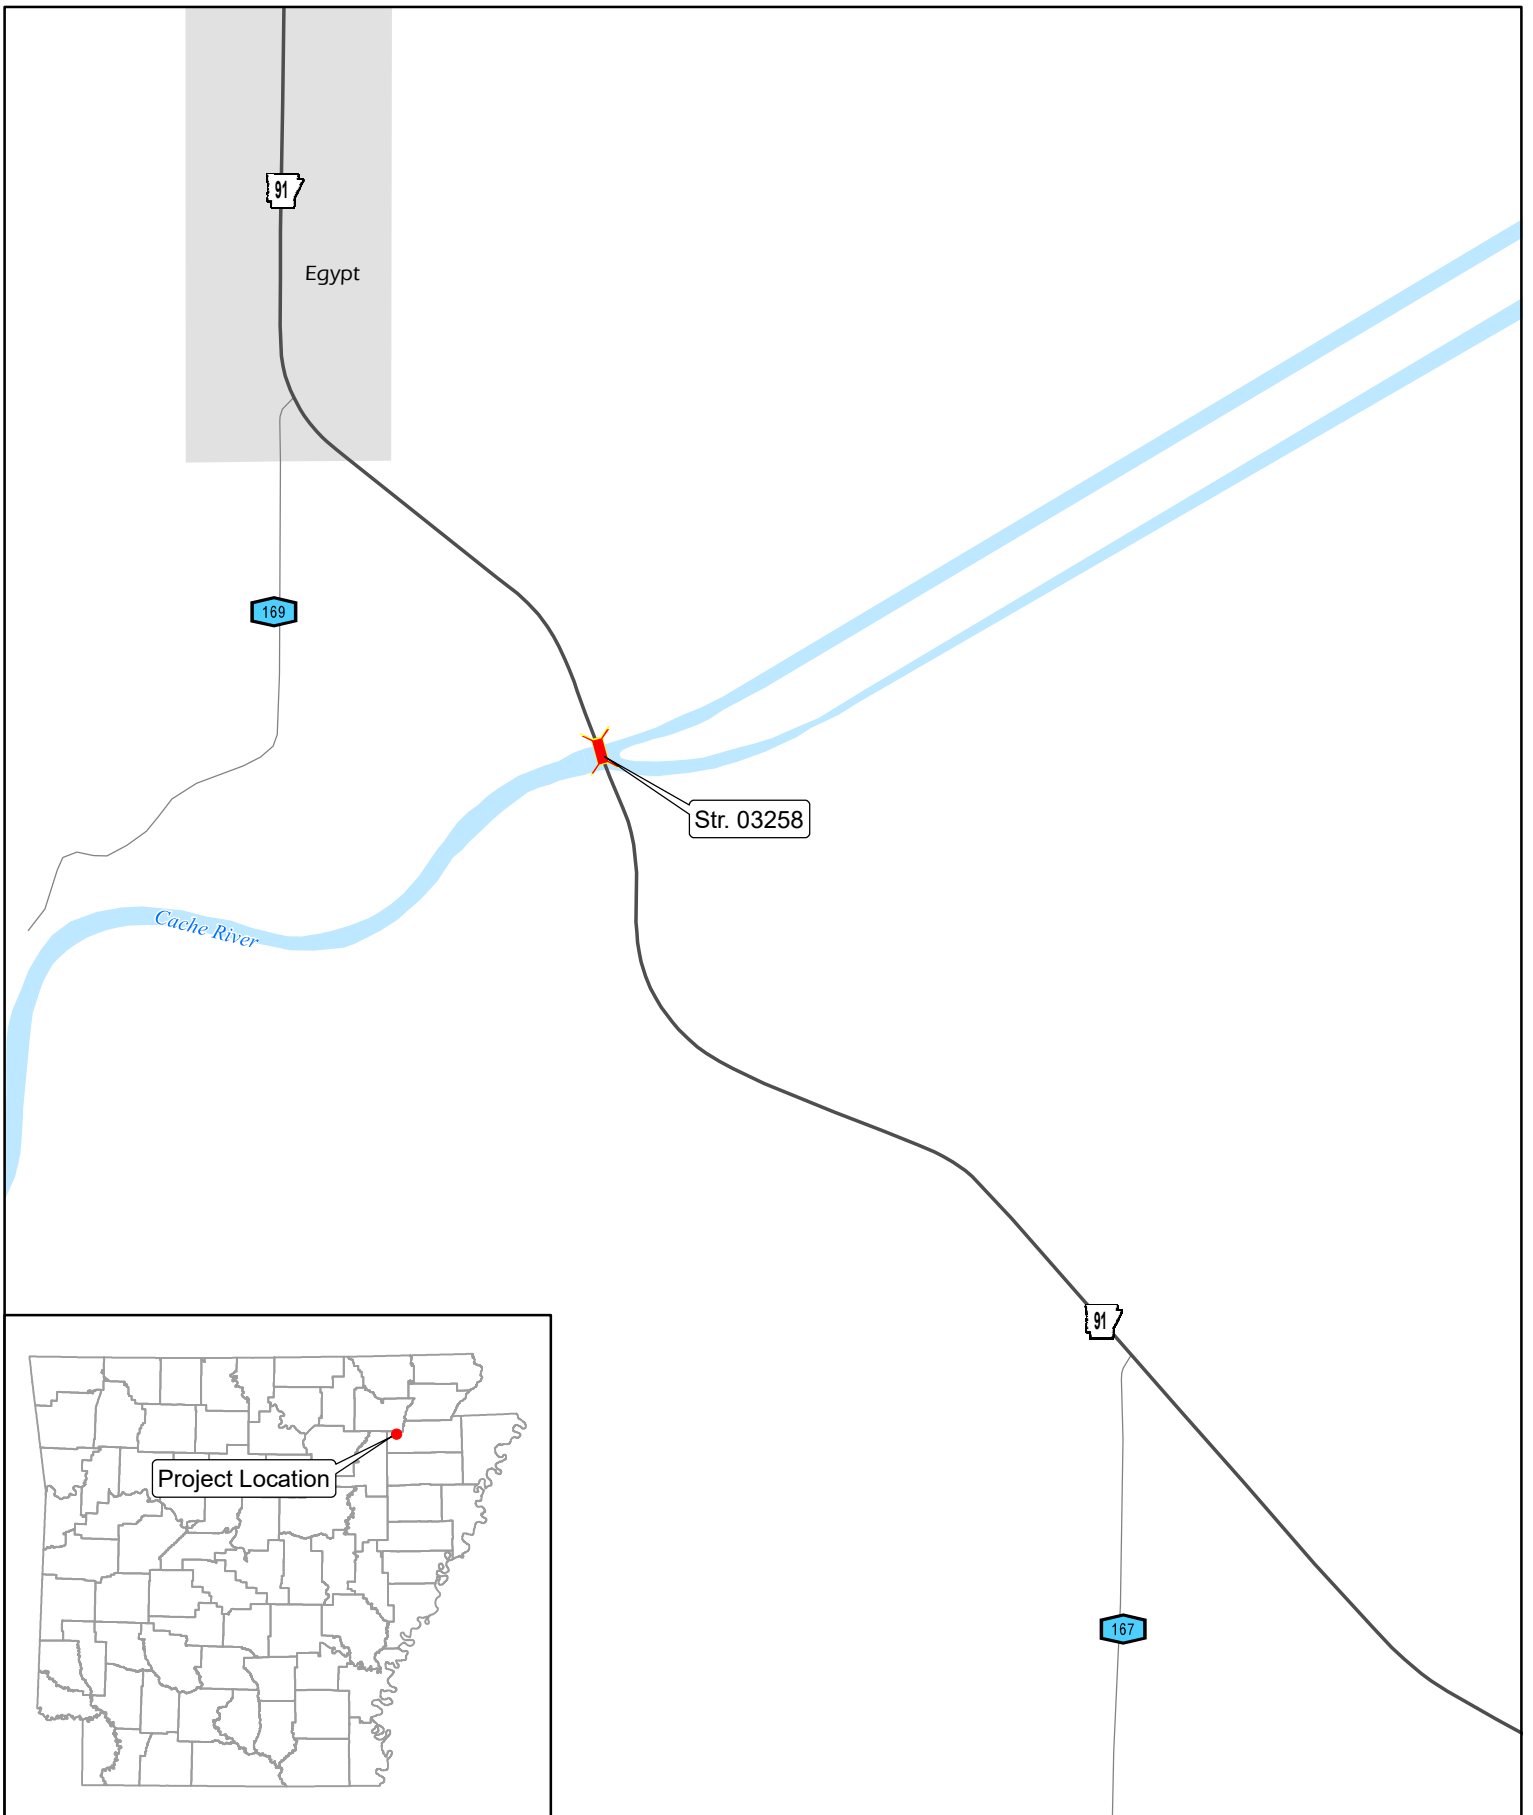 91
Egypt
169
Str. 03258
Cache River
91
Project Location
167